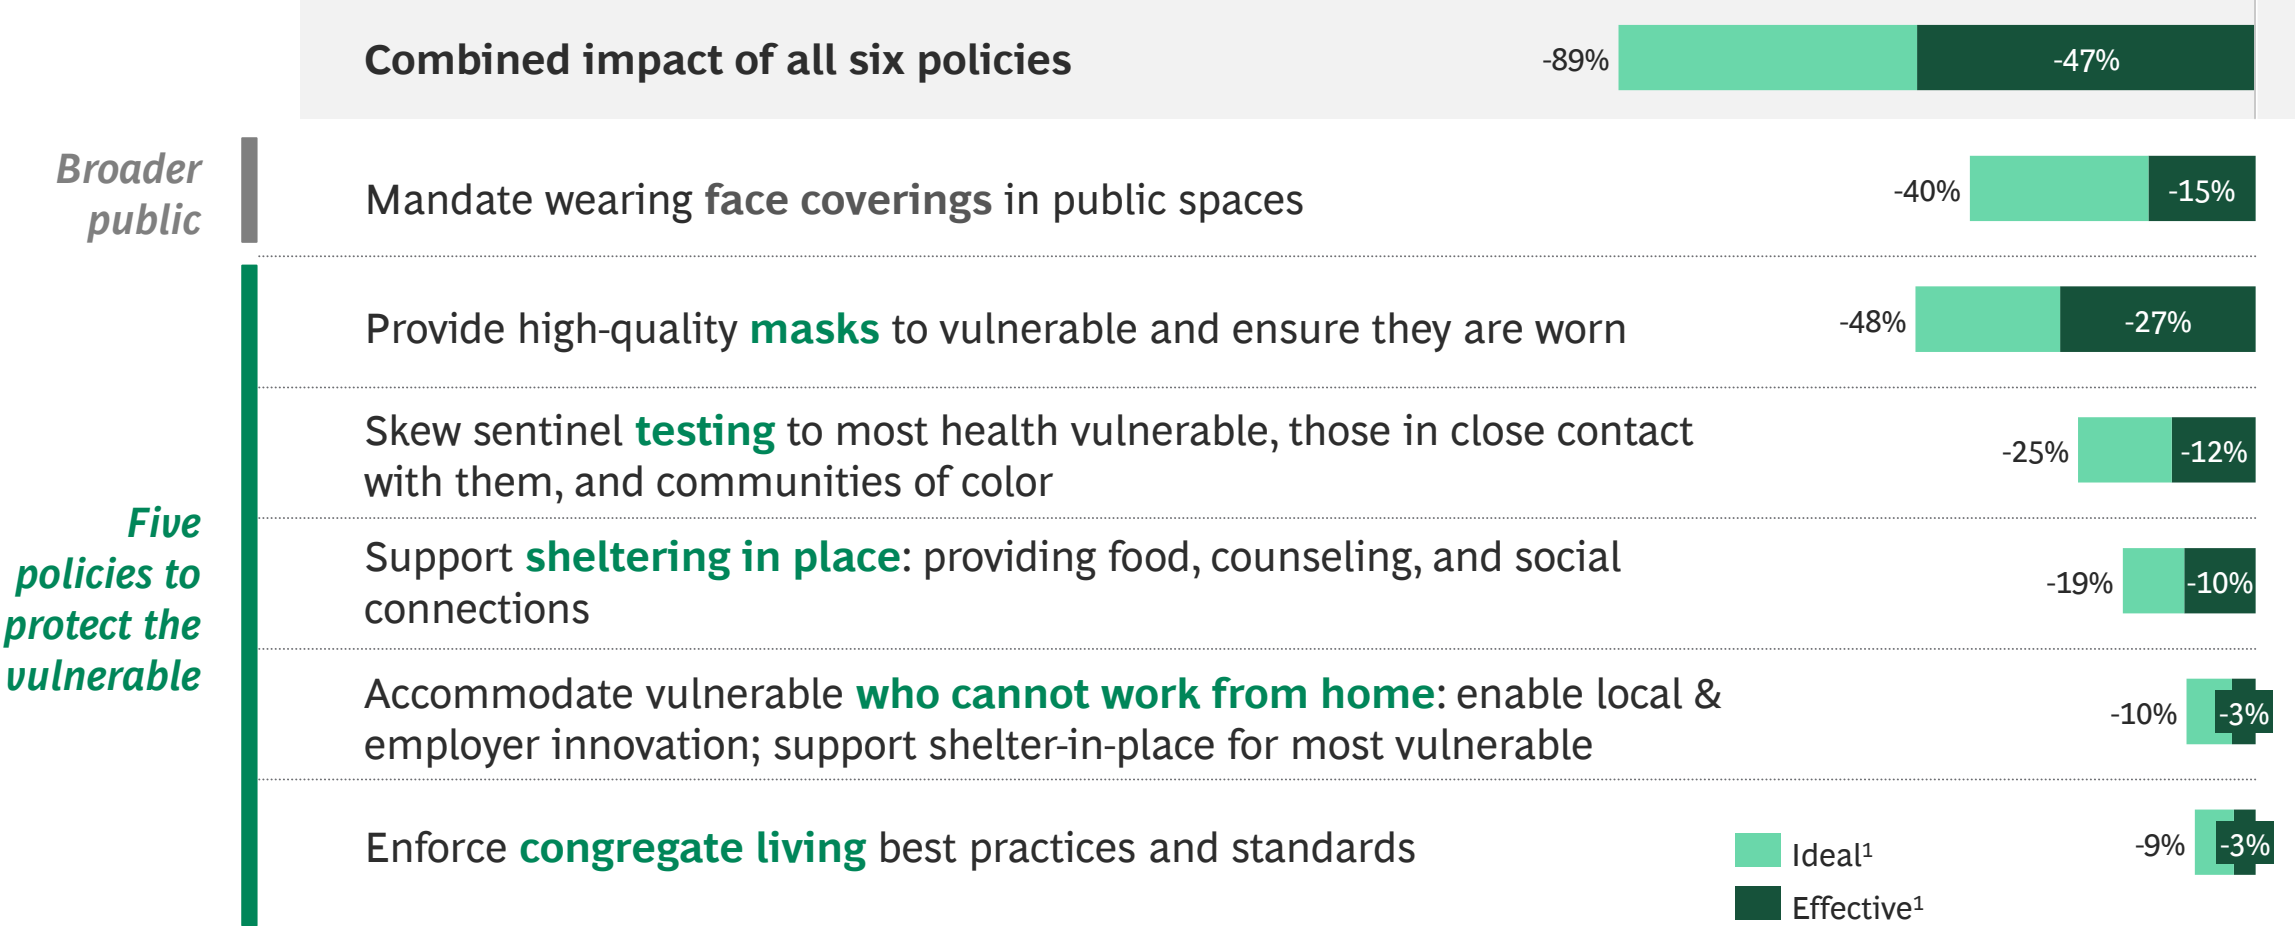 Combined impact of all six policies
-89%
-47%
Broader
public
Mandate wearing face coverings in public spaces
-40%
-15%
Five
policies to
protect the
vulnerable
Provide high-quality masks to vulnerable and ensure they are worn
-48%
-27%
Skew sentinel testing to most health vulnerable, those in close contact
with them, and communities of color
-25%
-12%
Support sheltering in place: providing food, counseling, and social
connections
-19%
-10%
Accommodate vulnerable who cannot work from home: enable local &
employer innovation; support shelter-in-place for most vulnerable
-10%
-3%
Enforce congregate living best practices and standards
-9%
-3%
Ideal¹
Effective¹